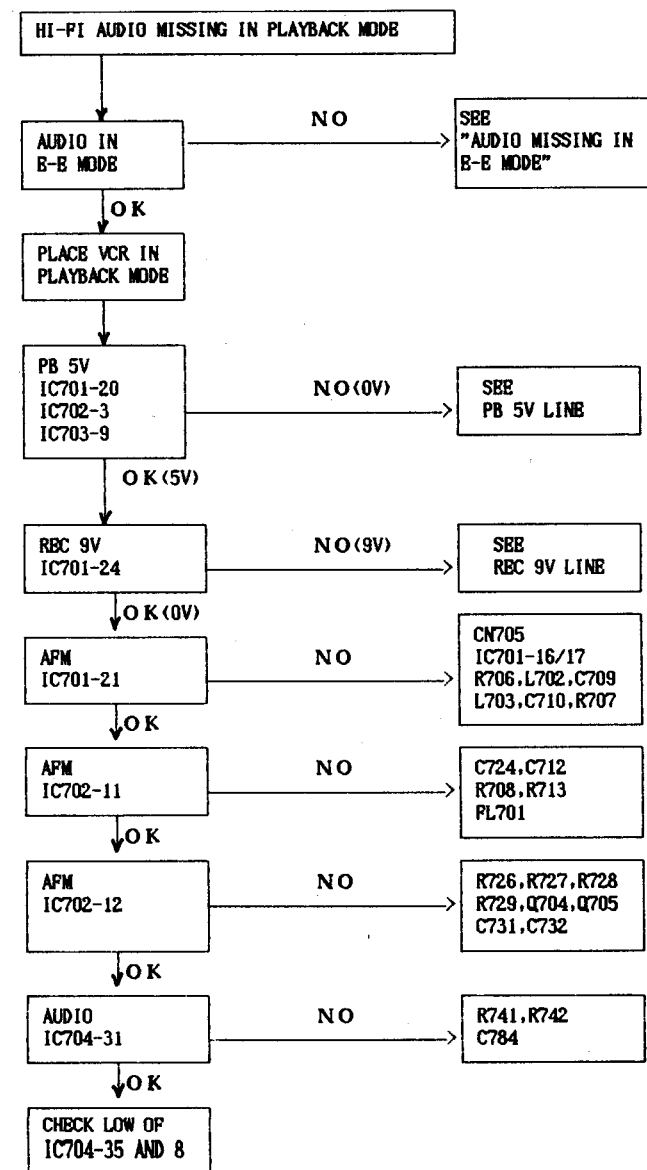 HI-FI AUDIO MISSING IN PLAYBACK MODE
AUDIO IN
E-E MODE
NO
SEE
"AUDIO MISSING IN
E-E MODE"
OK
PLACE VCR IN
PLAYBACK MODE
PB 5V
IC701-20
IC702-3
IC703-9
NO(0V)
SEE
PB 5V LINE
OK(5V)
REC 9V
IC701-24
NO(9V)
SEE
REC 9V LINE
OK(0V)
AFM
IC701-21
NO
CN705
IC701-16/17
R706,L702,C709
L703,C710,R707
OK
AFM
IC702-11
NO
C724,C712
R708,R713
FL701
OK
AFM
IC702-12
NO
R726,R727,R728
R729,Q704,Q705
C731,C732
OK
AUDIO
IC704-31
NO
R741,R742
C784
OK
CHECK LOW OF
IC704-35 AND 8